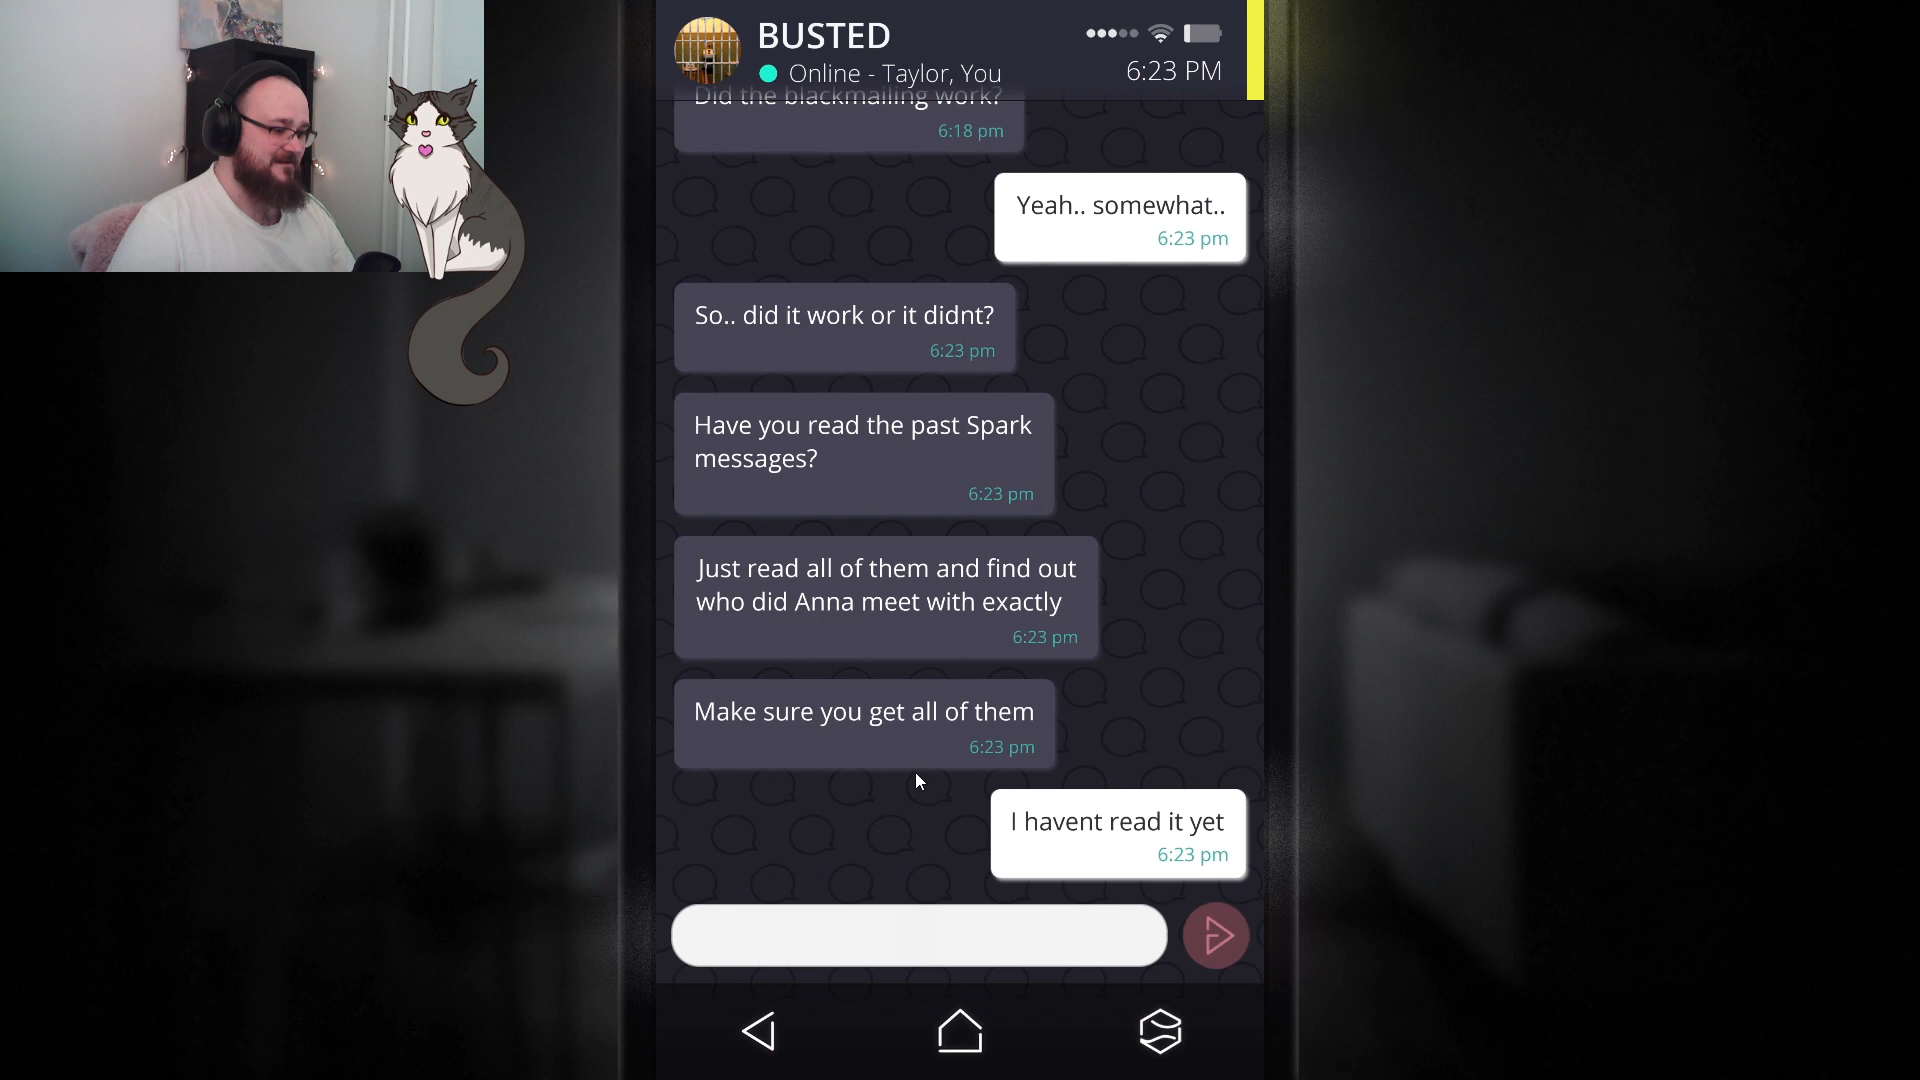 BUSTED
Online - Taylor, You
6:23 PM
Did the blackmailing work?
6:18 pm
Yeah.. somewhat..
6:23 pm
So.. did it work or it didnt?
6:23 pm
Have you read the past Spark
messages?
6:23 pm
Just read all of them and find out
who did Anna meet with exactly
6:23 pm
Make sure you get all of them
6:23 pm
I havent read it yet
6:23 pm